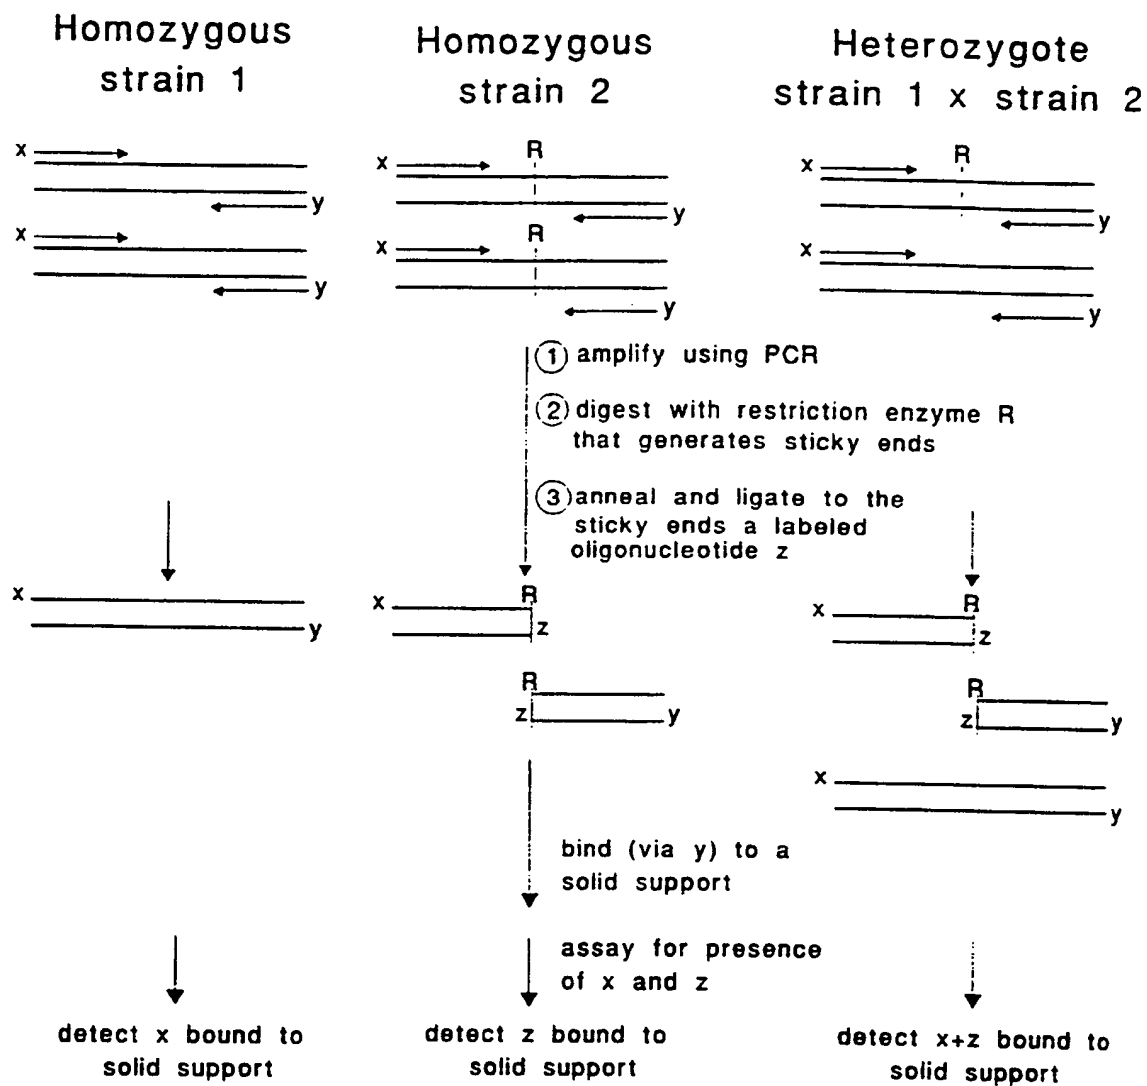 Homozygous
strain 1
Homozygous
strain 2
Heterozygote
strain 1 x strain 2
x
y
x
y
x
R
y
x
R
y
x
R
y
x
y
1 amplify using PCR
2 digest with restriction enzyme R
that generates sticky ends
3 anneal and ligate to the
sticky ends a labeled
oligonucleotide z
x
y
x
R
z
R
z
y
x
R
z
R
z
y
x
y
bind (via y) to a
solid support
assay for presence
of x and z
detect x bound to
solid support
detect z bound to
solid support
detect x+z bound to
solid support